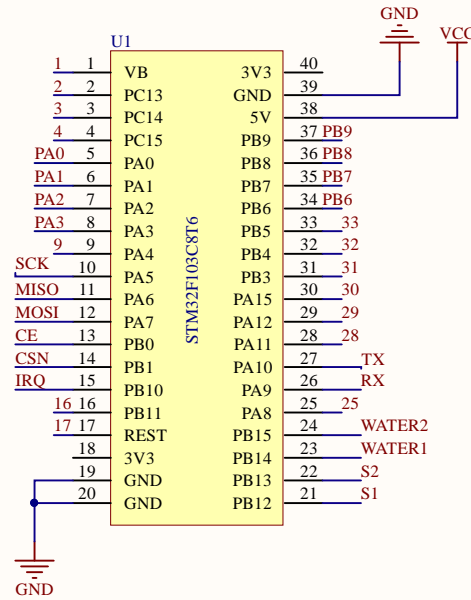 GND
VCC
U1
1 1 VB 3V3 40
2 2 PC13 GND 39
3 3 PC14 5V 38
4 4 PC15 PB9 37 PB9
PA0 5 PA0 PB8 36 PB8
PA1 6 PA1 PB7 35 PB7
PA2 7 PA2 PB6 34 PB6
PA3 8 PA3 PB5 33 33
9 9 PA4 PB4 32 32
SCK 10 PA5 PB3 31 31
MISO 11 PA6 PA15 30 30
MOSI 12 PA7 PA12 29 29
CE 13 PB0 PA11 28 28
CSN 14 PB1 PA10 27 TX
IRQ 15 PB10 PA9 26 RX
16 16 PB11 PA8 25 25
17 17 REST PB15 24 WATER2
18 3V3 PB14 23 WATER1
19 GND PB13 22 S2
20 GND PB12 21 S1
STM32F103C8T6
GND